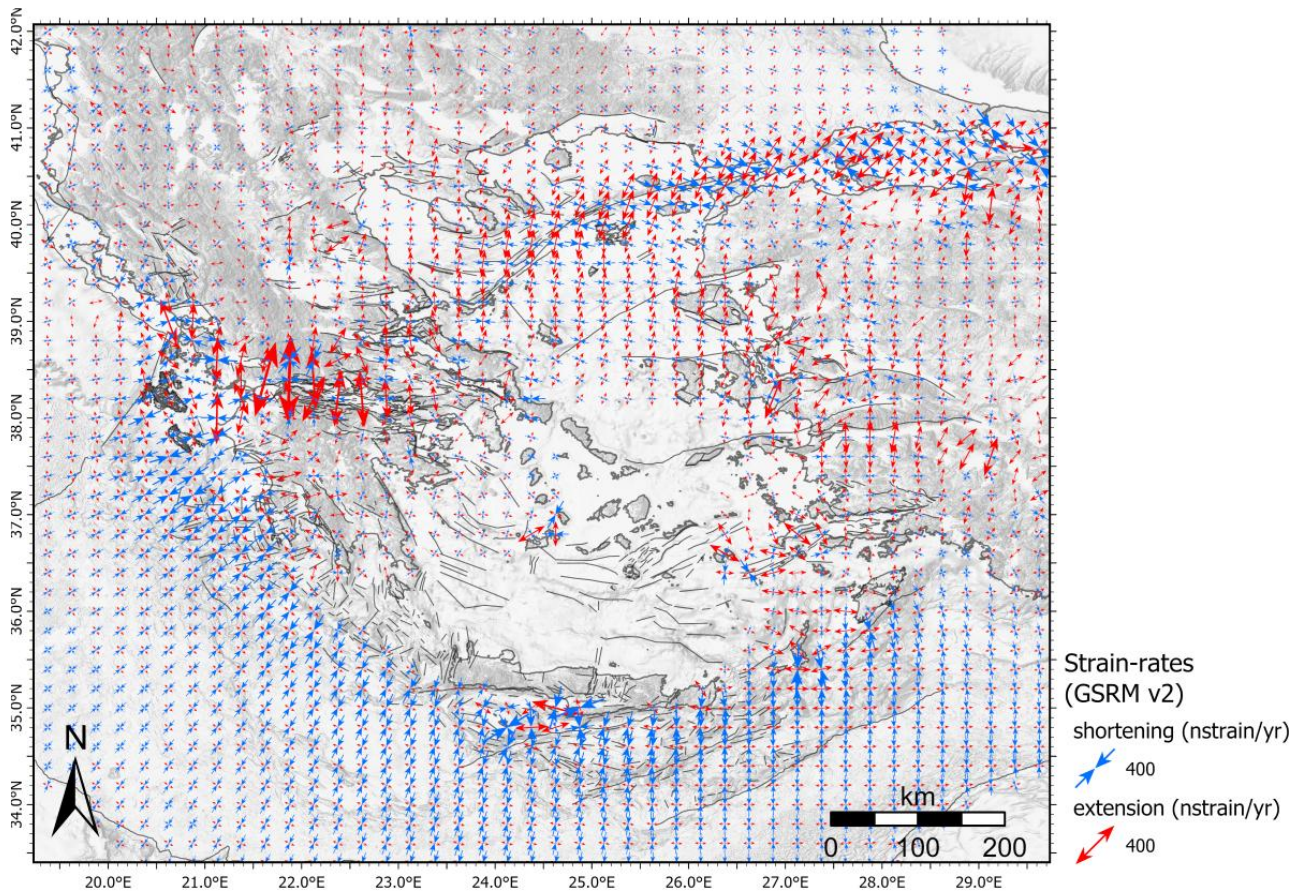 42.0°N
41.0°N
40.0°N
39.0°N
38.0°N
37.0°N
36.0°N
35.0°N
34.0°N
N
km
0 100 200
20.0°E 21.0°E 22.0°E 23.0°E 24.0°E 25.0°E 26.0°E 27.0°E 28.0°E 29.0°E
Strain-rates
(GSRM v2)
shortening (nstrain/yr)
400
extension (nstrain/yr)
400